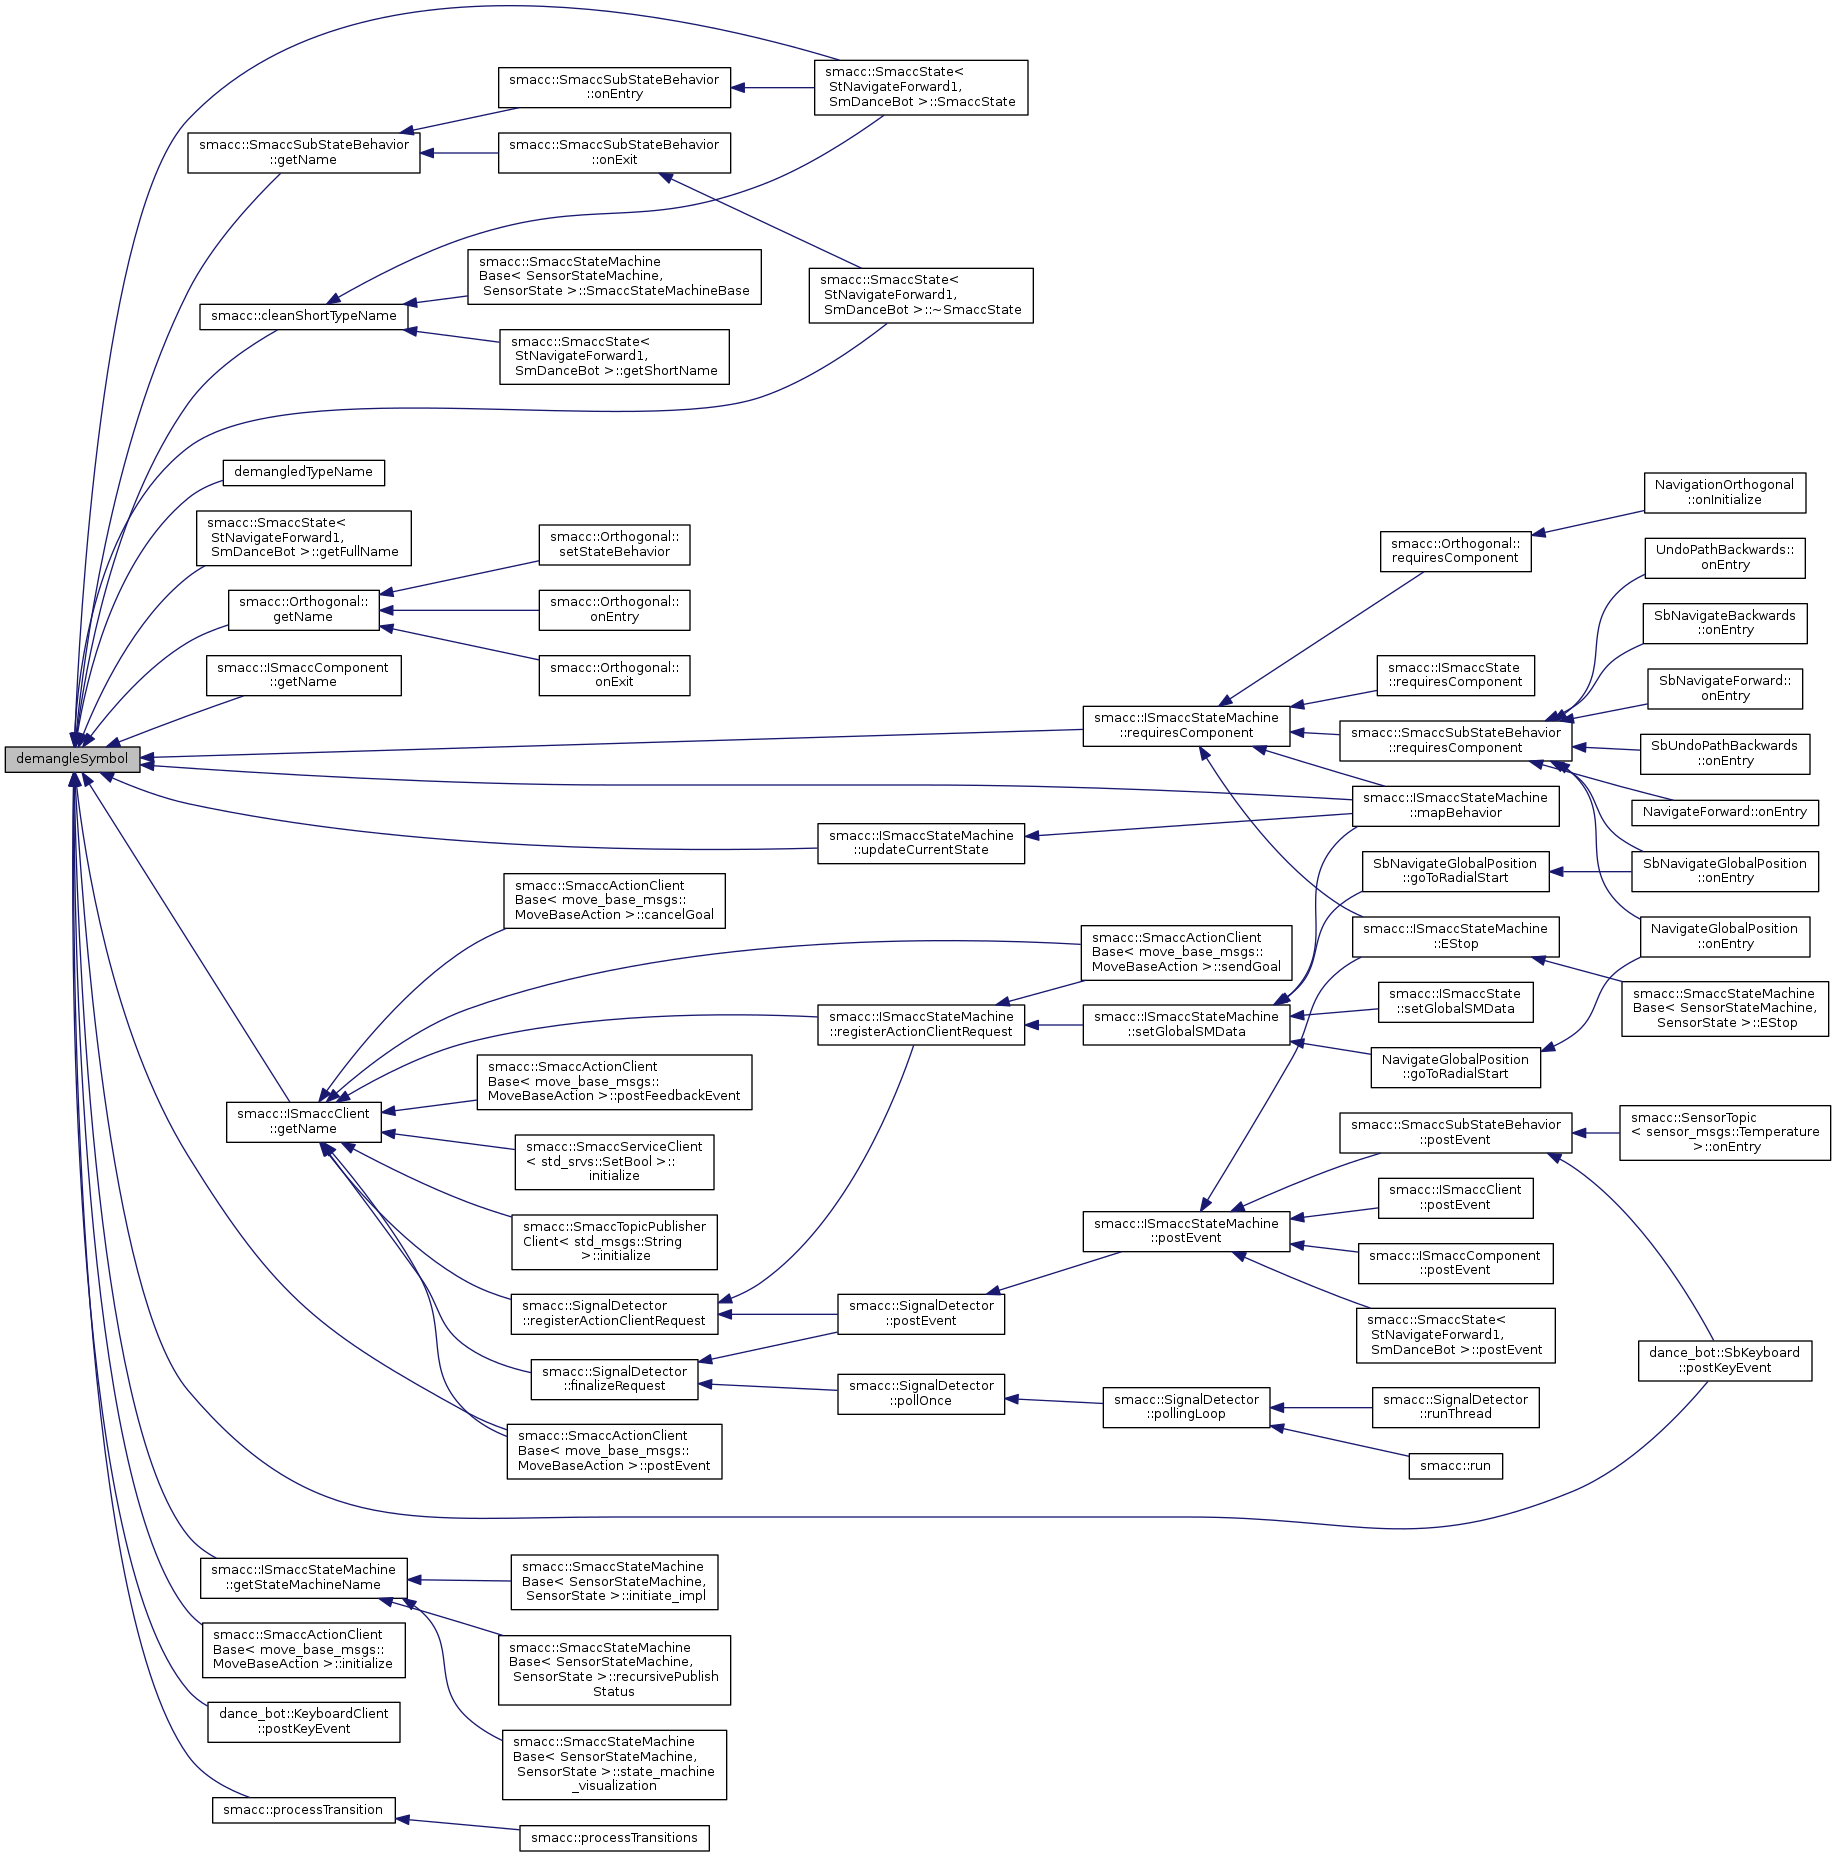 smacc::SmaccSubStateBehavior
::onEntry
smacc::SmaccState<
StNavigateForward1,
SmDanceBot >::SmaccState
smacc::SmaccSubStateBehavior
::getName
smacc::SmaccSubStateBehavior
::onExit
smacc::SmaccStateMachine
Base< SensorStateMachine,
SensorState >::SmaccStateMachineBase
smacc::SmaccState<
StNavigateForward1,
SmDanceBot >::~SmaccState
smacc::cleanShortTypeName
smacc::SmaccState<
StNavigateForward1,
SmDanceBot >::getShortName
demangledTypeName
smacc::SmaccState<
StNavigateForward1,
SmDanceBot >::getFullName
smacc::Orthogonal::
setStateBehavior
smacc::Orthogonal::
getName
smacc::Orthogonal::
onEntry
smacc::Orthogonal::
onExit
smacc::ISmaccComponent
::getName
NavigationOrthogonal
::onInitialize
smacc::Orthogonal::
requiresComponent
UndoPathBackwards::
onEntry
SbNavigateBackwards
::onEntry
smacc::ISmaccState
::requiresComponent
SbNavigateForward::
onEntry
smacc::ISmaccStateMachine
::requiresComponent
smacc::SmaccSubStateBehavior
::requiresComponent
SbUndoPathBackwards
::onEntry
demangleSymbol
smacc::ISmaccStateMachine
::mapBehavior
NavigateForward::onEntry
smacc::ISmaccStateMachine
::updateCurrentState
SbNavigateGlobalPosition
::goToRadialStart
SbNavigateGlobalPosition
::onEntry
smacc::SmaccActionClient
Base< move_base_msgs::
MoveBaseAction >::cancelGoal
smacc::SmaccActionClient
Base< move_base_msgs::
MoveBaseAction >::sendGoal
smacc::ISmaccStateMachine
::EStop
NavigateGlobalPosition
::onEntry
smacc::ISmaccStateMachine
::registerActionClientRequest
smacc::ISmaccStateMachine
::setGlobalSMData
smacc::ISmaccState
::setGlobalSMData
smacc::SmaccStateMachine
Base< SensorStateMachine,
SensorState >::EStop
NavigateGlobalPosition
::goToRadialStart
smacc::SmaccActionClient
Base< move_base_msgs::
MoveBaseAction >::postFeedbackEvent
smacc::ISmaccClient
::getName
smacc::SmaccServiceClient
< std_srvs::SetBool >::
initialize
smacc::SmaccSubStateBehavior
::postEvent
smacc::SensorTopic
< sensor_msgs::Temperature
>::onEntry
smacc::ISmaccClient
::postEvent
smacc::SmaccTopicPublisher
Client< std_msgs::String
>::initialize
smacc::ISmaccStateMachine
::postEvent
smacc::ISmaccComponent
::postEvent
smacc::SignalDetector
::registerActionClientRequest
smacc::SignalDetector
::postEvent
smacc::SmaccState<
StNavigateForward1,
SmDanceBot >::postEvent
dance_bot::SbKeyboard
::postKeyEvent
smacc::SignalDetector
::finalizeRequest
smacc::SignalDetector
::pollOnce
smacc::SignalDetector
::pollingLoop
smacc::SignalDetector
::runThread
smacc::run
smacc::SmaccActionClient
Base< move_base_msgs::
MoveBaseAction >::postEvent
smacc::ISmaccStateMachine
::getStateMachineName
smacc::SmaccStateMachine
Base< SensorStateMachine,
SensorState >::initiate_impl
smacc::SmaccActionClient
Base< move_base_msgs::
MoveBaseAction >::initialize
smacc::SmaccStateMachine
Base< SensorStateMachine,
SensorState >::recursivePublish
Status
dance_bot::KeyboardClient
::postKeyEvent
smacc::SmaccStateMachine
Base< SensorStateMachine,
SensorState >::state_machine
_visualization
smacc::processTransition
smacc::processTransitions